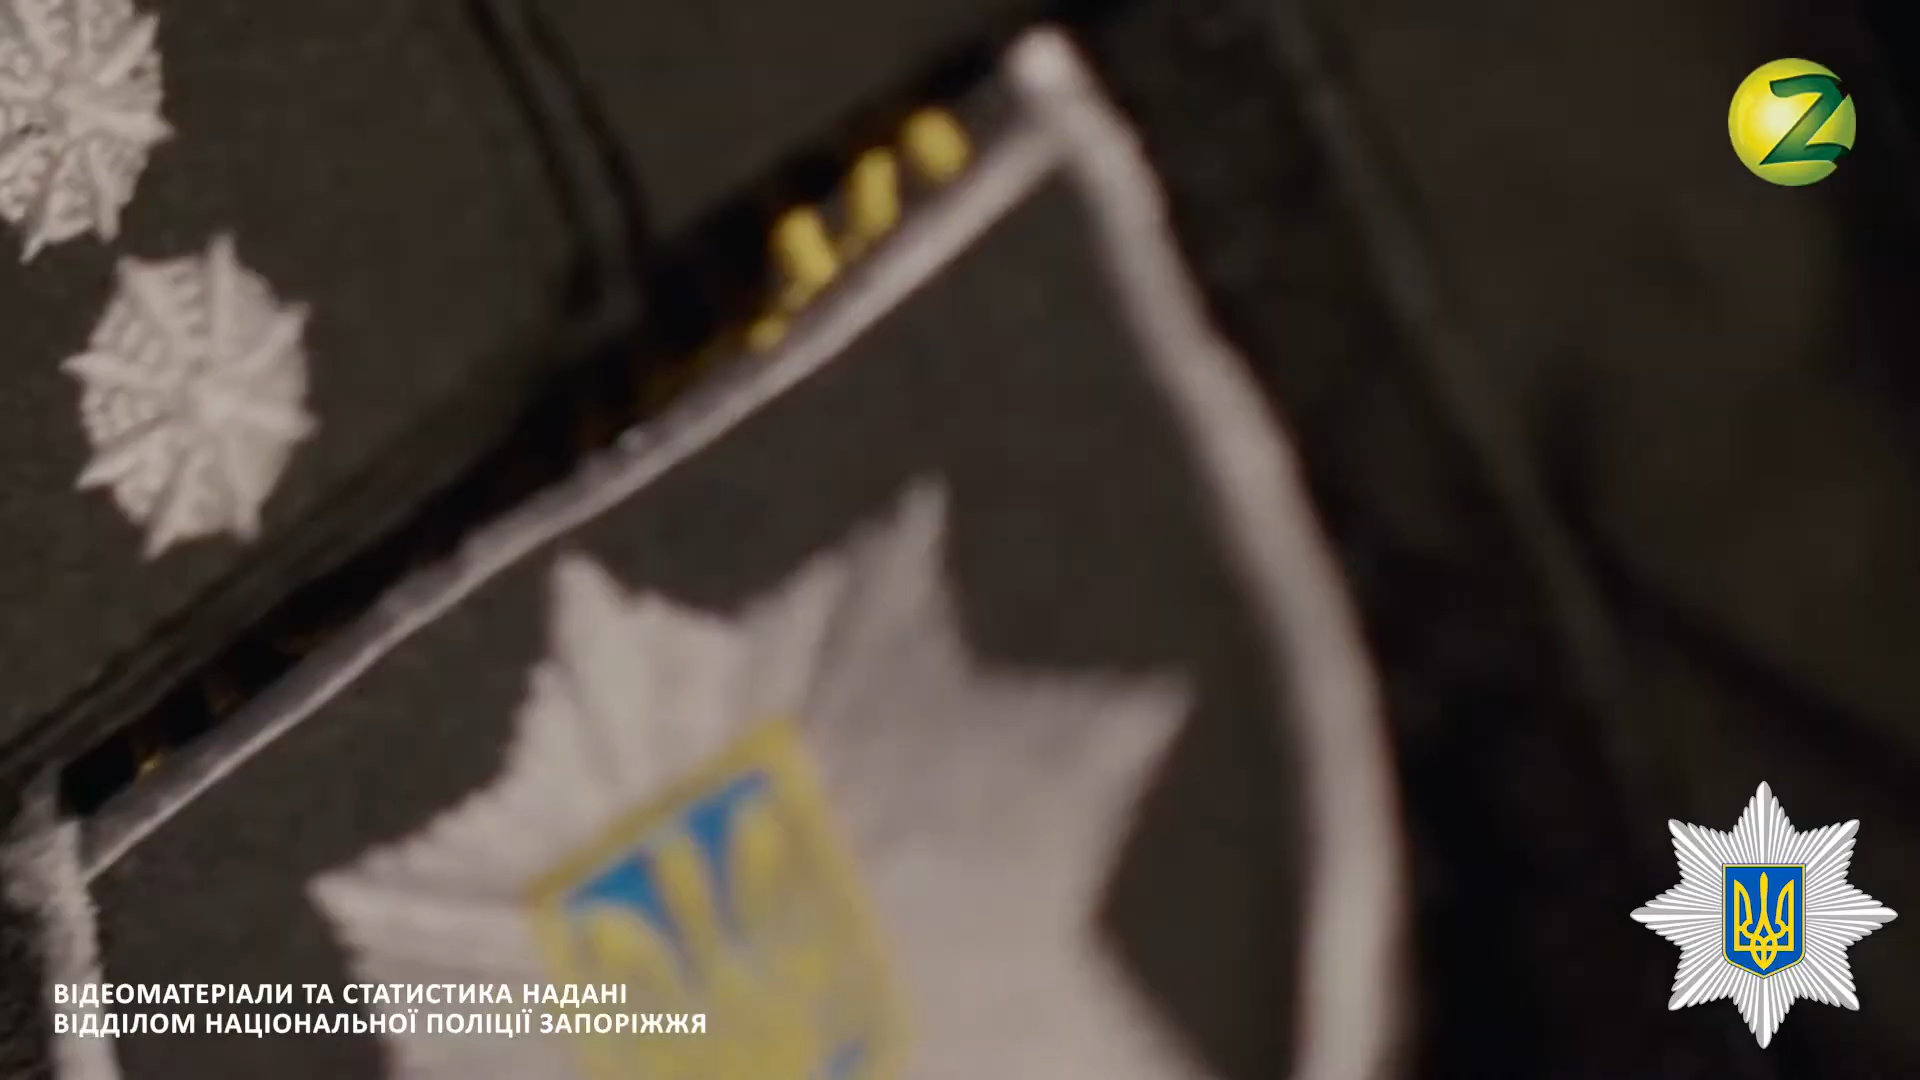 Z
ВІДЕОМАТЕРІАЛИ ТА СТАТИСТИКА НАДАНІ
ВІДДІЛОМ НАЦІОНАЛЬНОЇ ПОЛІЦІЇ ЗАПОРІЖЖЯ